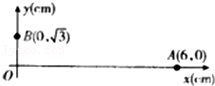 y(cm)
B(0,√3)
A(6,0)
O
x(cm)